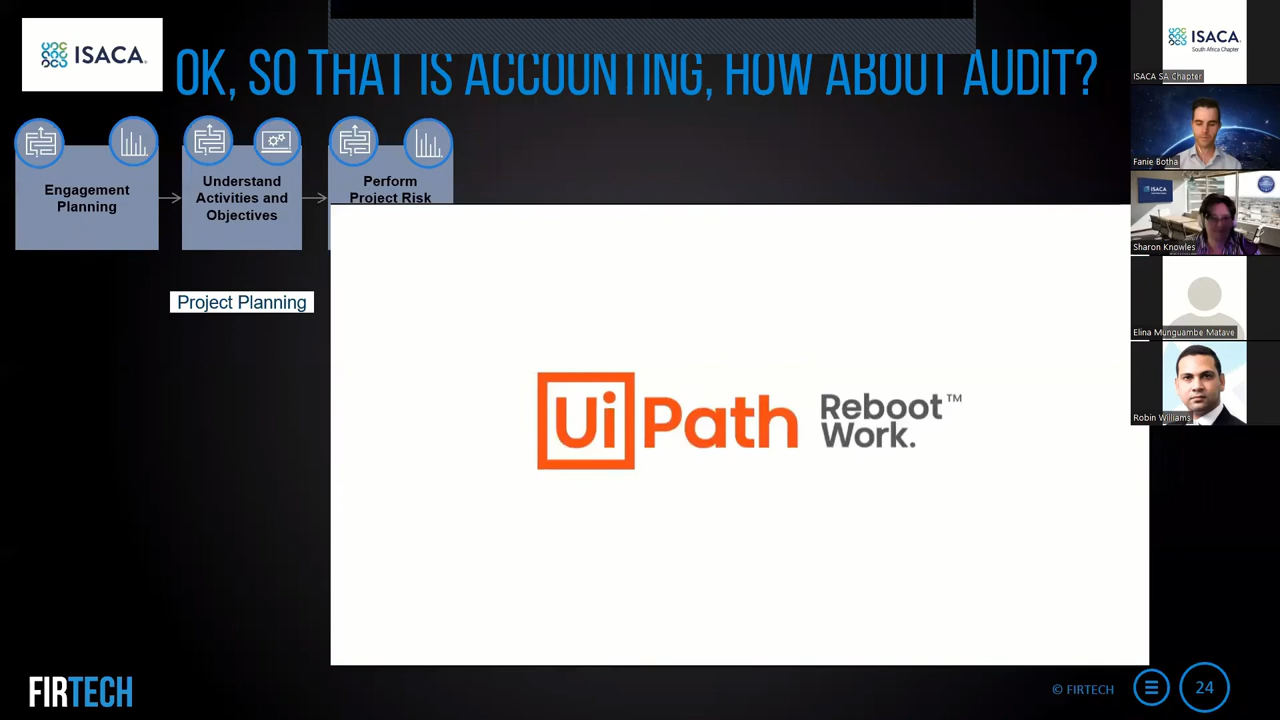 ISACA®
OK, SO THAT IS ACCOUNTING, HOW ABOUT AUDIT?
Engagement
Planning
Understand
Activities and
Objectives
Perform
Project Risk
Project Planning
UiPath Reboot™
Work.
FIRTECH
© FIRTECH
24
ISACA®
South Africa Chapter
ISACA SA Chapter
Fanie Botha
ISACA
Sharon Knowles
Elina Munguambe Matave
Robin Williams